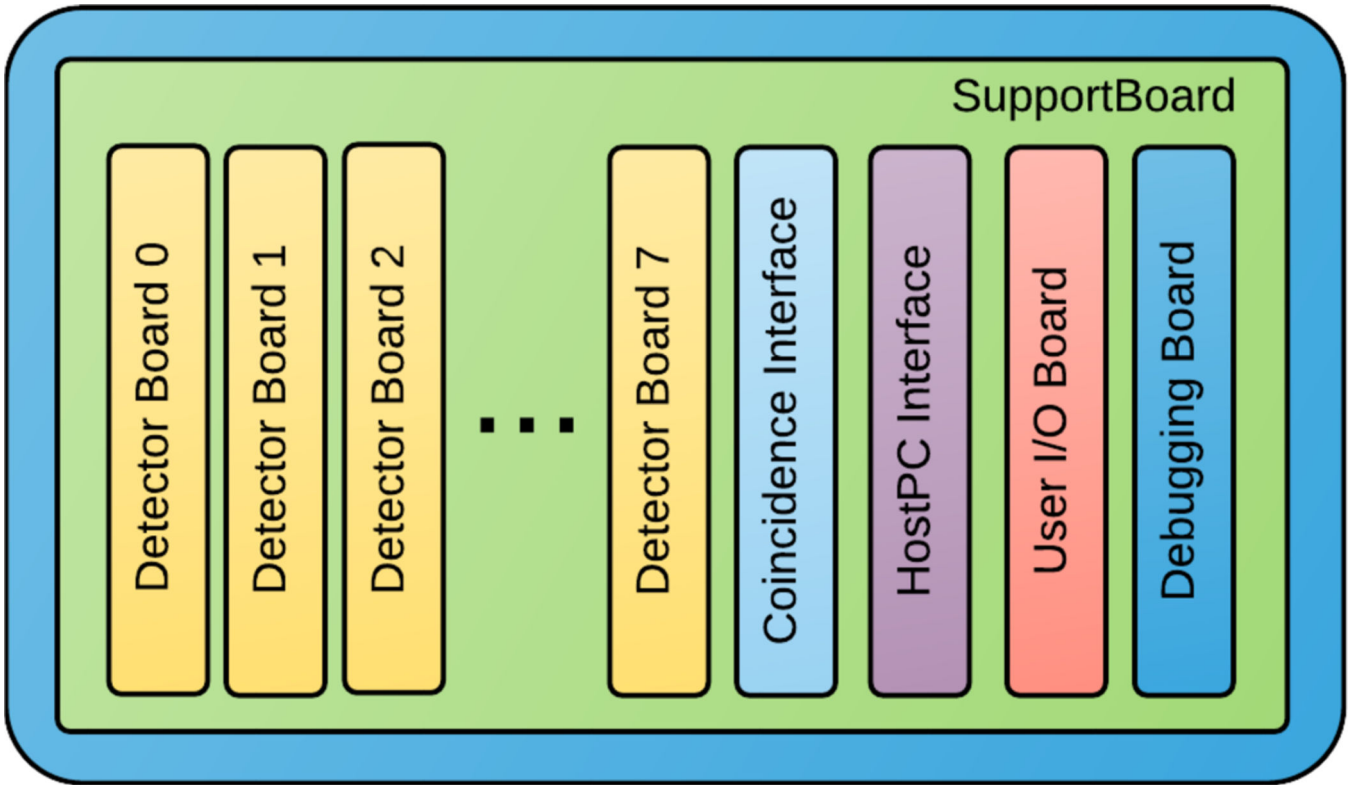 SupportBoard
Detector Board 0
Detector Board 1
Detector Board 2
...
Detector Board 7
Coincidence Interface
HostPC Interface
User I/O Board
Debugging Board